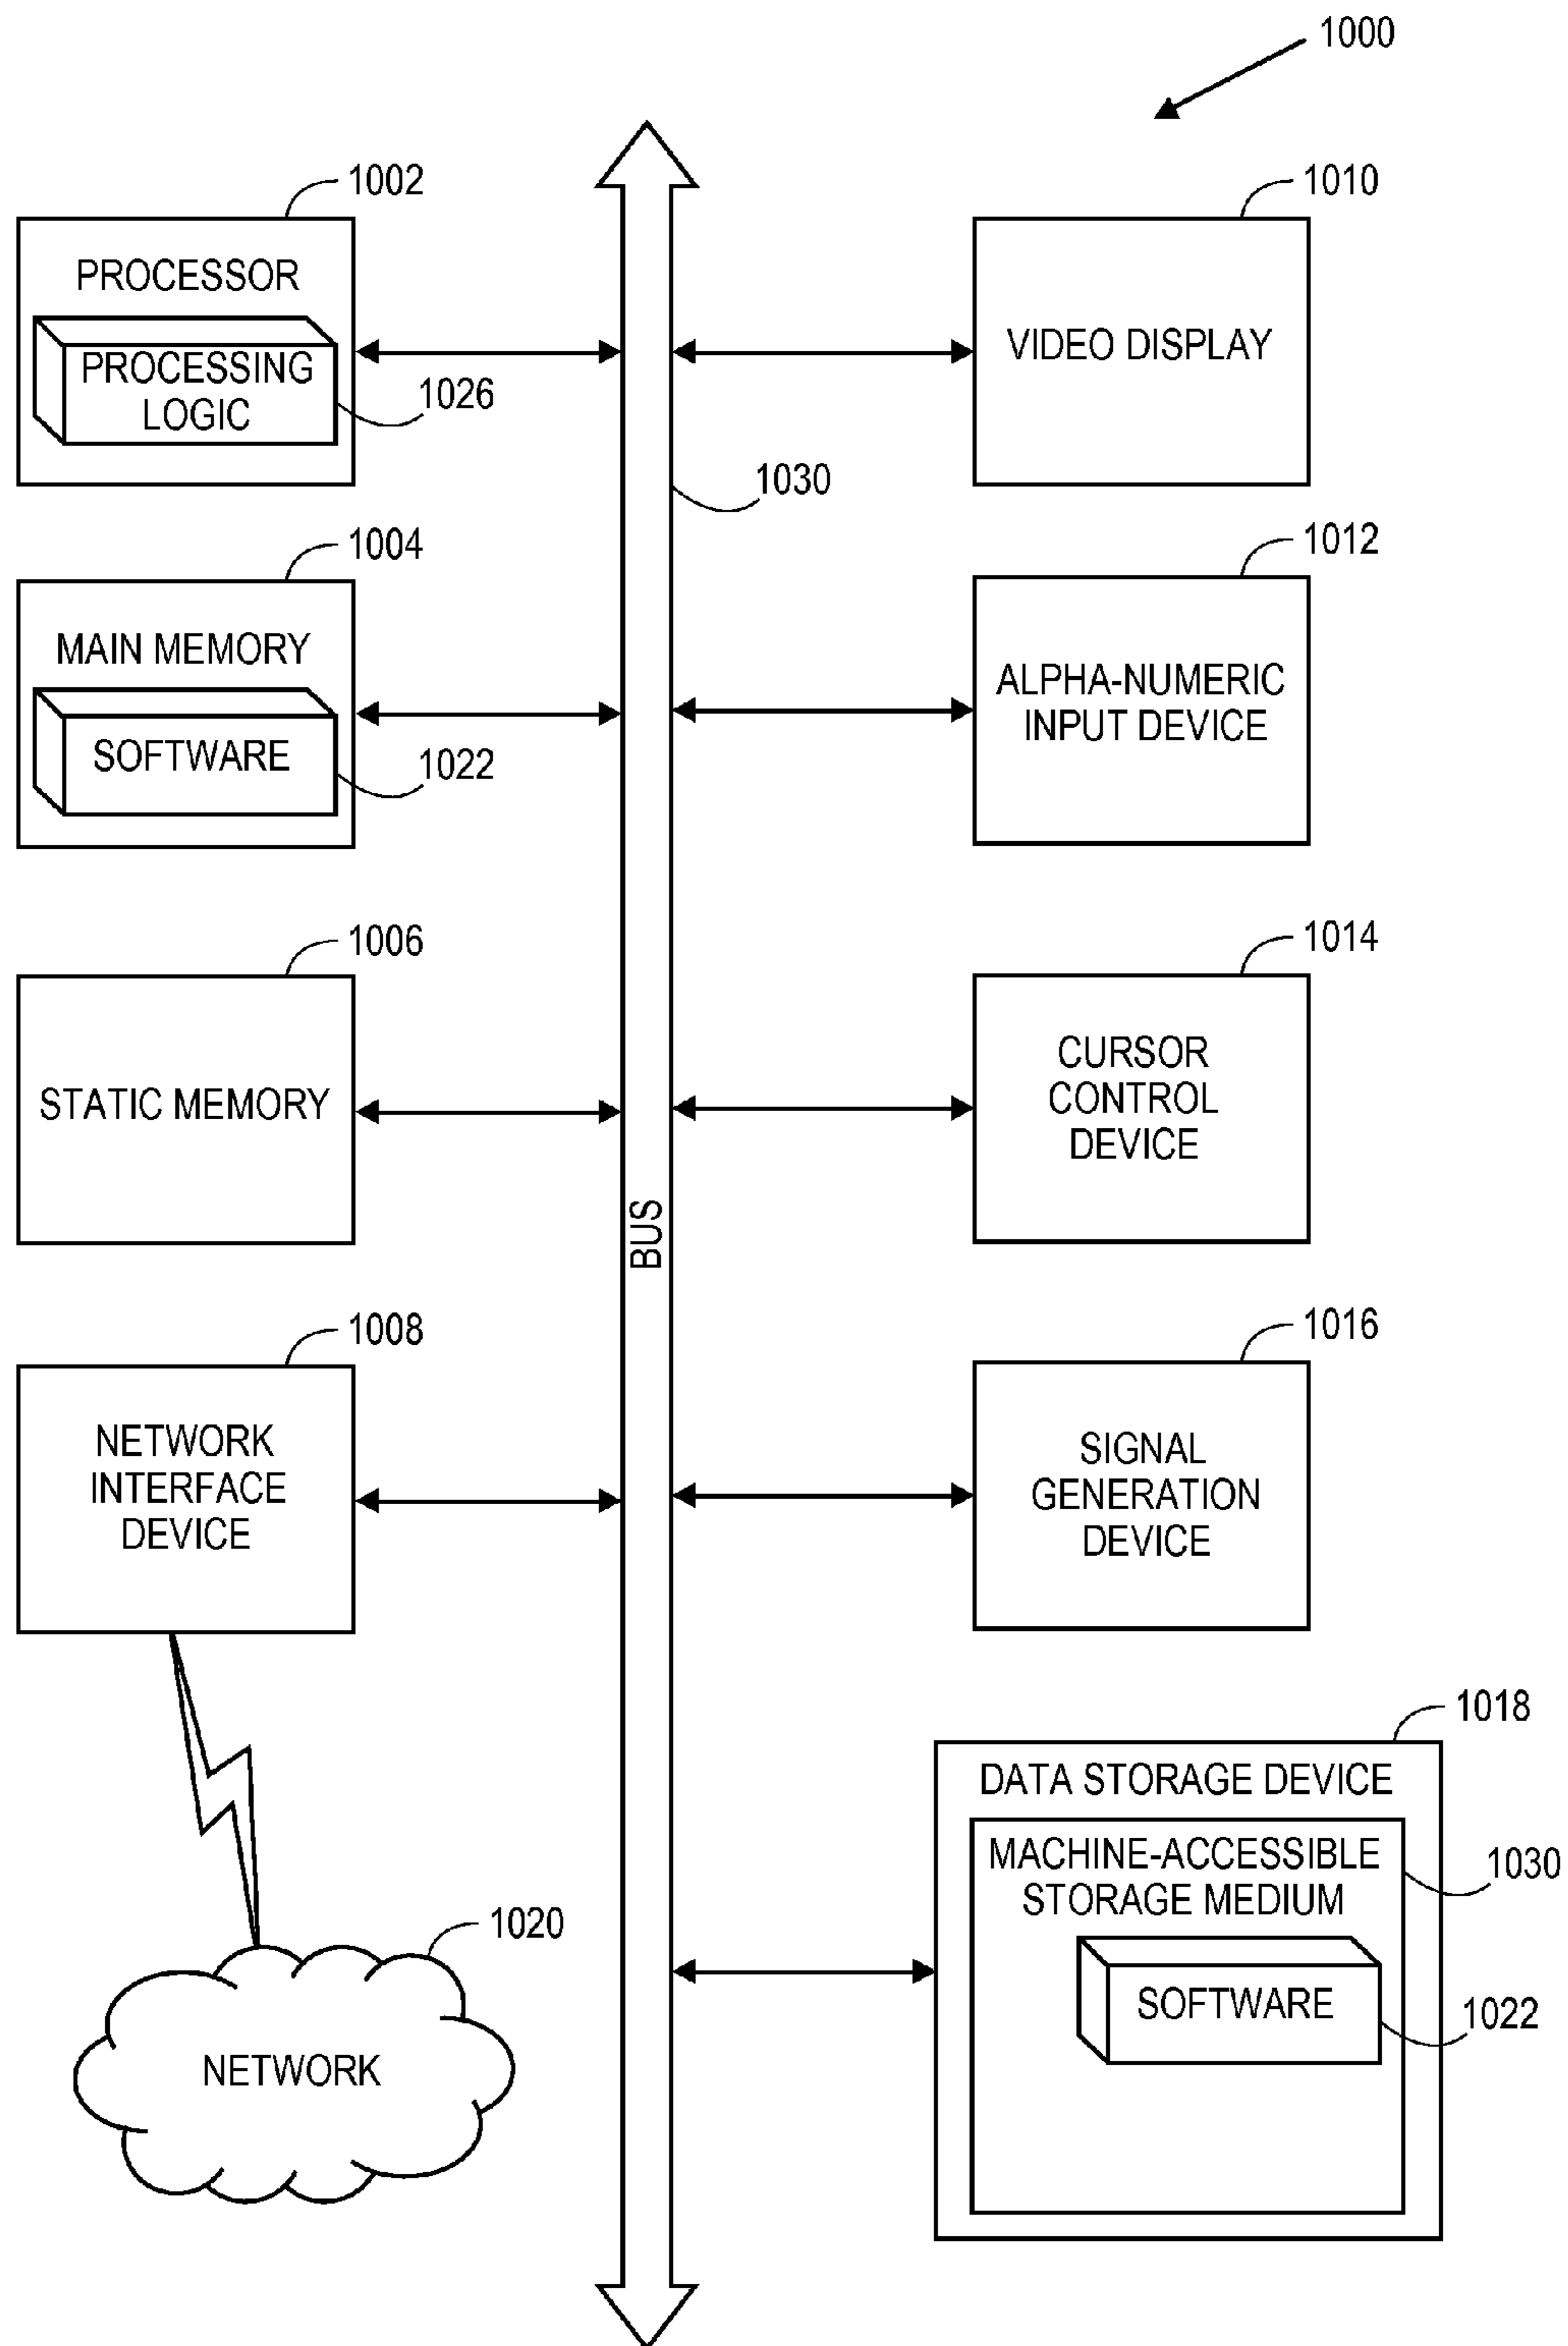 1000
1002
PROCESSOR
PROCESSING
LOGIC
1026
1010
VIDEO DISPLAY
1030
1004
MAIN MEMORY
SOFTWARE
1022
1012
ALPHA-NUMERIC
INPUT DEVICE
1006
STATIC MEMORY
1014
CURSOR
CONTROL
DEVICE
BUS
1008
NETWORK
INTERFACE
DEVICE
1016
SIGNAL
GENERATION
DEVICE
1018
DATA STORAGE DEVICE
MACHINE-ACCESSIBLE
STORAGE MEDIUM
1030
SOFTWARE
1022
1020
NETWORK